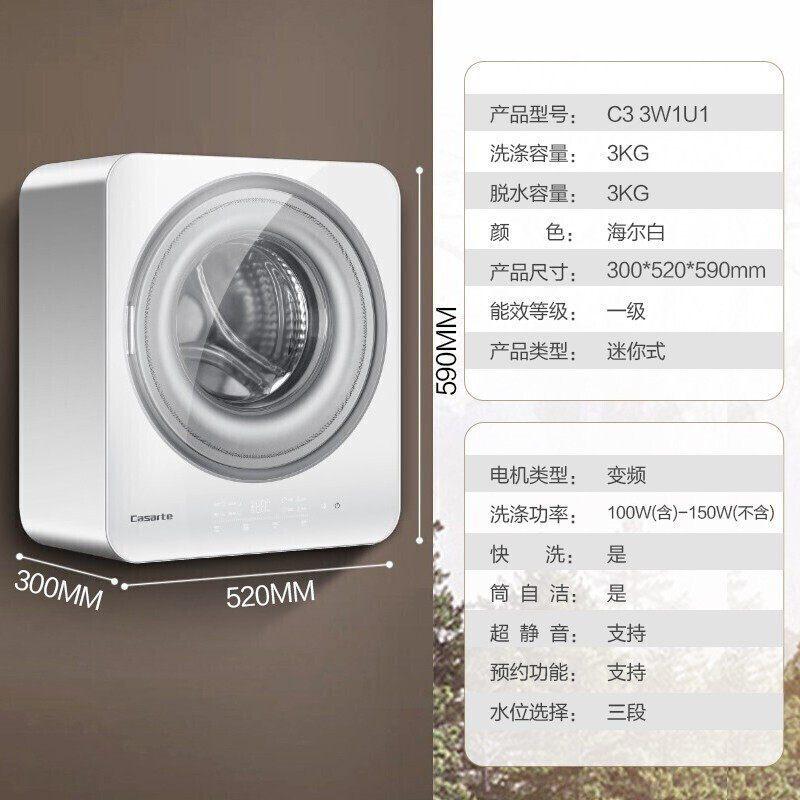 Casarte
300MM
520MM
590MM
产品型号： C3 3W1U1
洗涤容量： 3KG
脱水容量： 3KG
颜 色： 海尔白
产品尺寸： 300*520*590mm
能效等级： 一级
产品类型： 迷你式
电机类型： 变频
洗涤功率： 100W(含)-150W(不含)
快 洗： 是
筒 自 洁： 是
超 静 音： 支持
预约功能： 支持
水位选择： 三段